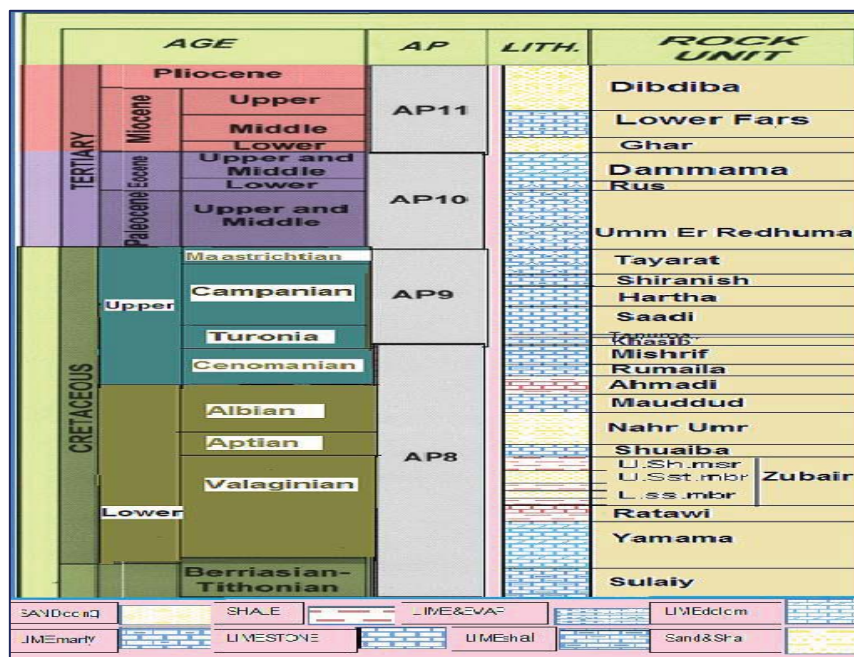 AGE AP LITH. ROCK UNIT
TERTIARY
Pliocene
Miocene
Upper
Middle
Lower
Eocene
Upper and Middle
Lower
Paleocene
Upper and Middle
CRETACEOUS
Upper
Maastrichtian
Campanian
Turonia
Cenomanian
Lower
Albian
Aptian
Valaginian
Berriasian-
Tithonian
AP11
AP10
AP9
AP8
Dibdiba
Lower Fars
Ghar
Dammama
Rus
Umm Er Redhuma
Tayarat
Shiranish
Hartha
Saadi
Khasib
Mishrif
Rumaila
Ahmadi
Mauddud
Nahr Umr
Shuaiba
U.Sh.msr
U.Sst.mbr
L.ss.mbr
Zubair
Ratawi
Yamama
Sulaiy
SHALE LIME&EVAP LIMEdolom
LIMEmarly LIMESTONE LIMEshal Sand&Sha